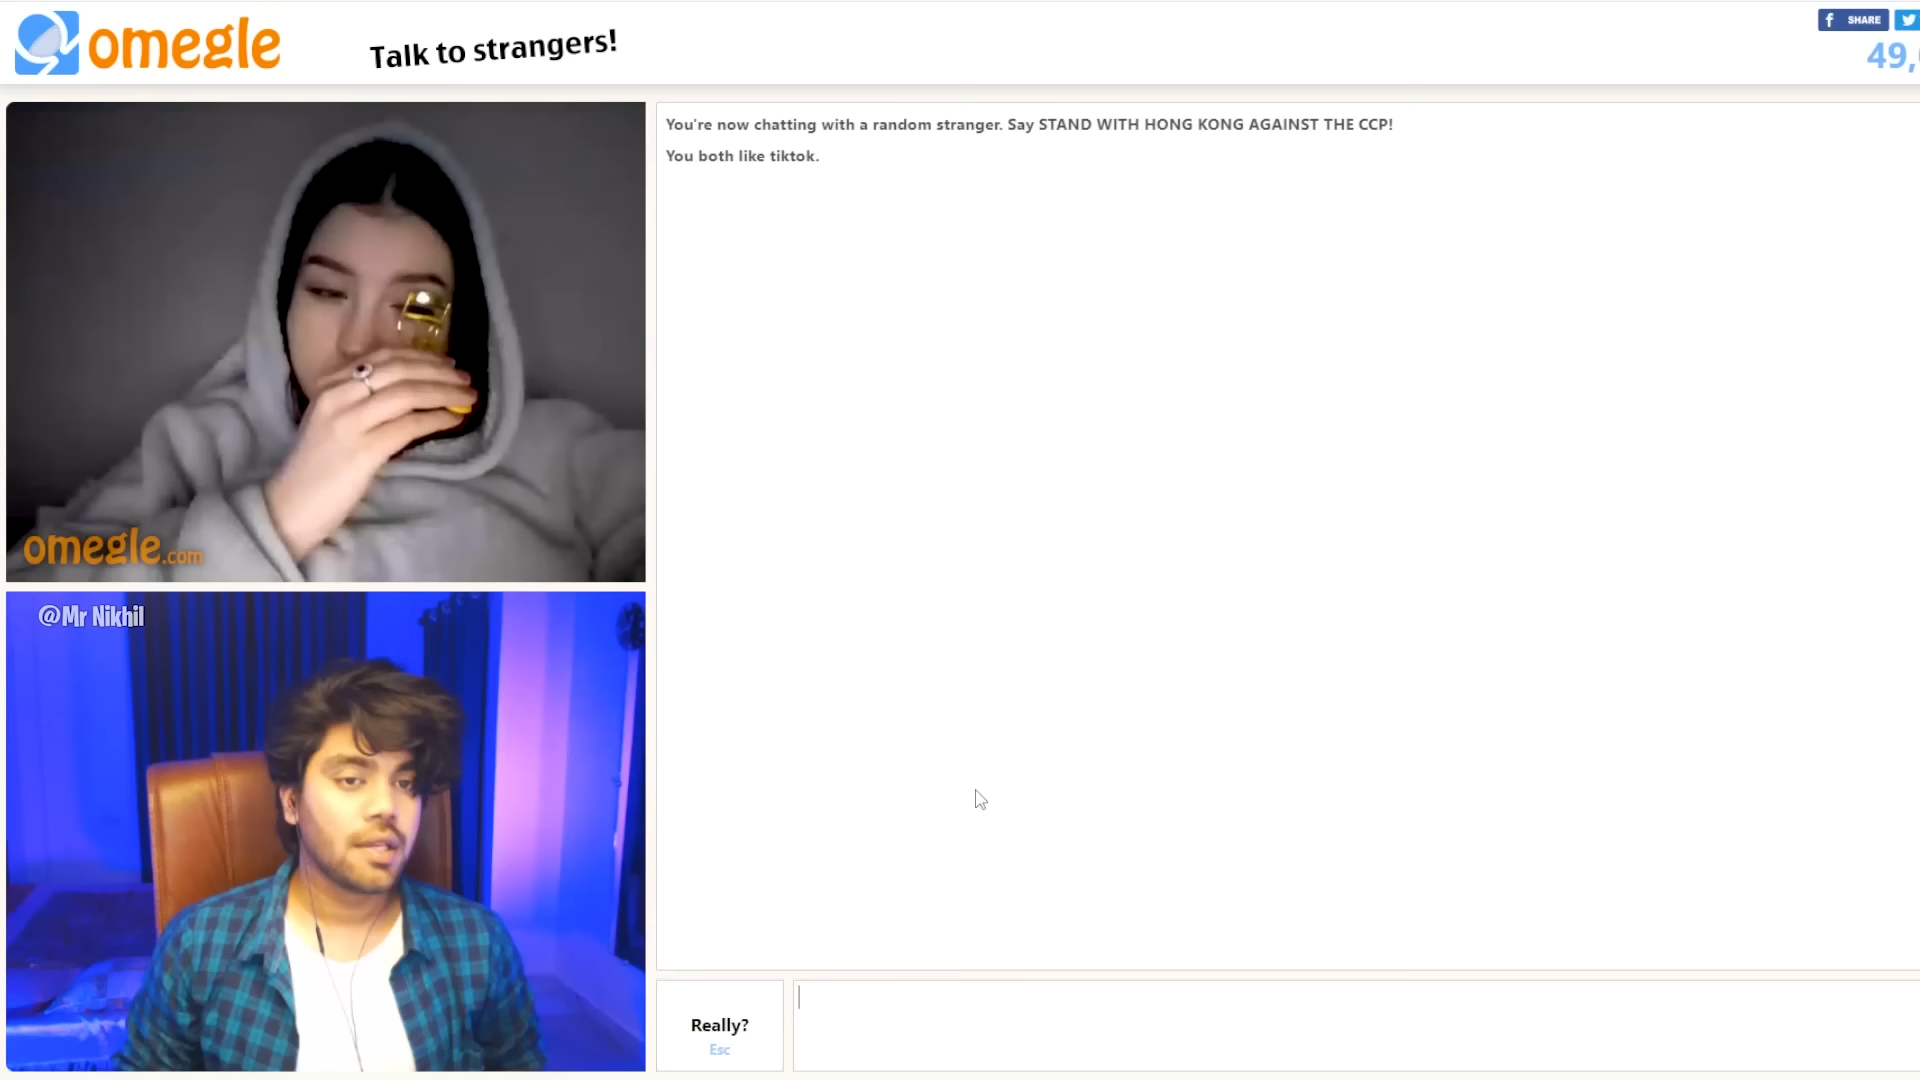 omegle
Talk to strangers!
SHARE
49,
You're now chatting with a random stranger. Say STAND WITH HONG KONG AGAINST THE CCP!
You both like tiktok.
omegle.com
@Mr Nikhil
Really?
Esc